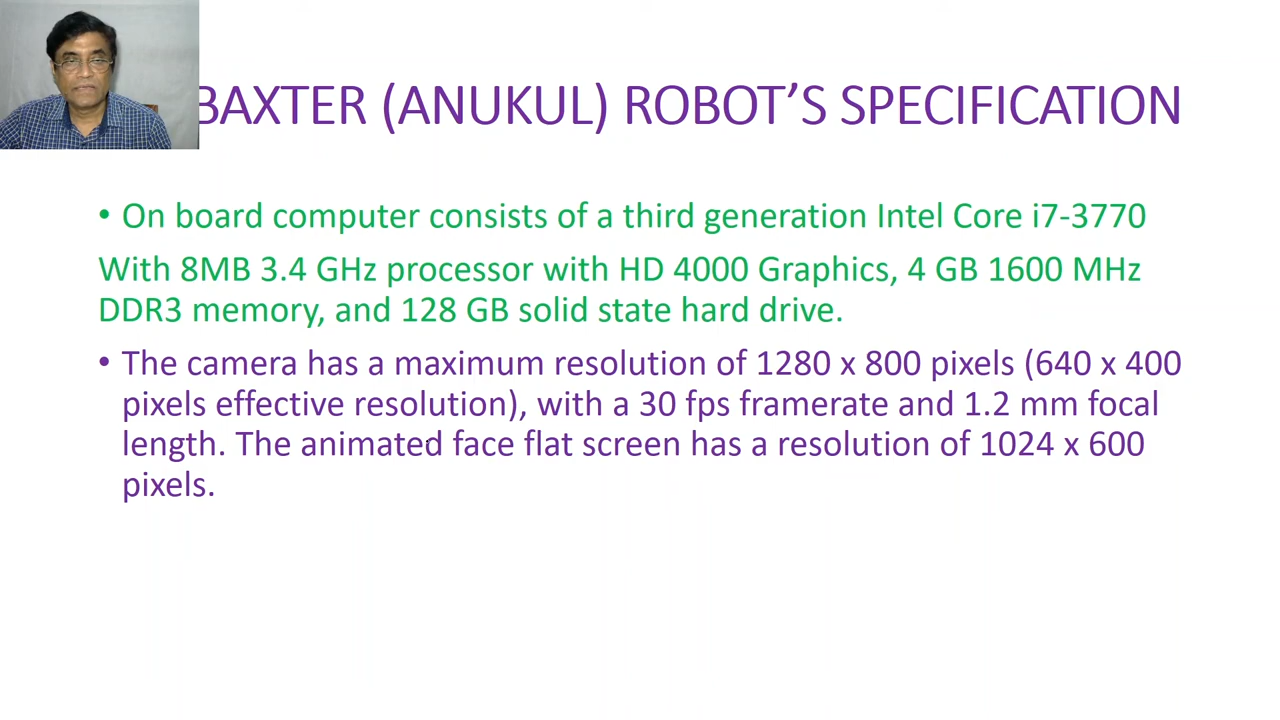 BAXTER (ANUKUL) ROBOT’S SPECIFICATION
• On board computer consists of a third generation Intel Core i7-3770
With 8MB 3.4 GHz processor with HD 4000 Graphics, 4 GB 1600 MHz
DDR3 memory, and 128 GB solid state hard drive.
• The camera has a maximum resolution of 1280 x 800 pixels (640 x 400
pixels effective resolution), with a 30 fps framerate and 1.2 mm focal
length. The animated face flat screen has a resolution of 1024 x 600
pixels.